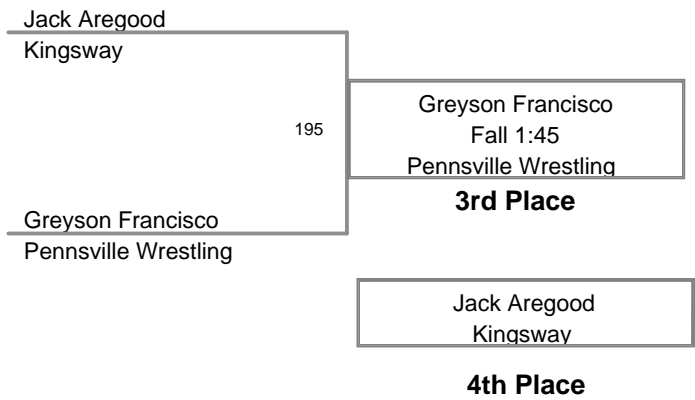 Jack Aregood
Kingsway
195
Greyson Francisco
Fall 1:45
Pennsville Wrestling
3rd Place
Greyson Francisco
Pennsville Wrestling
Jack Aregood
Kingsway
4th Place